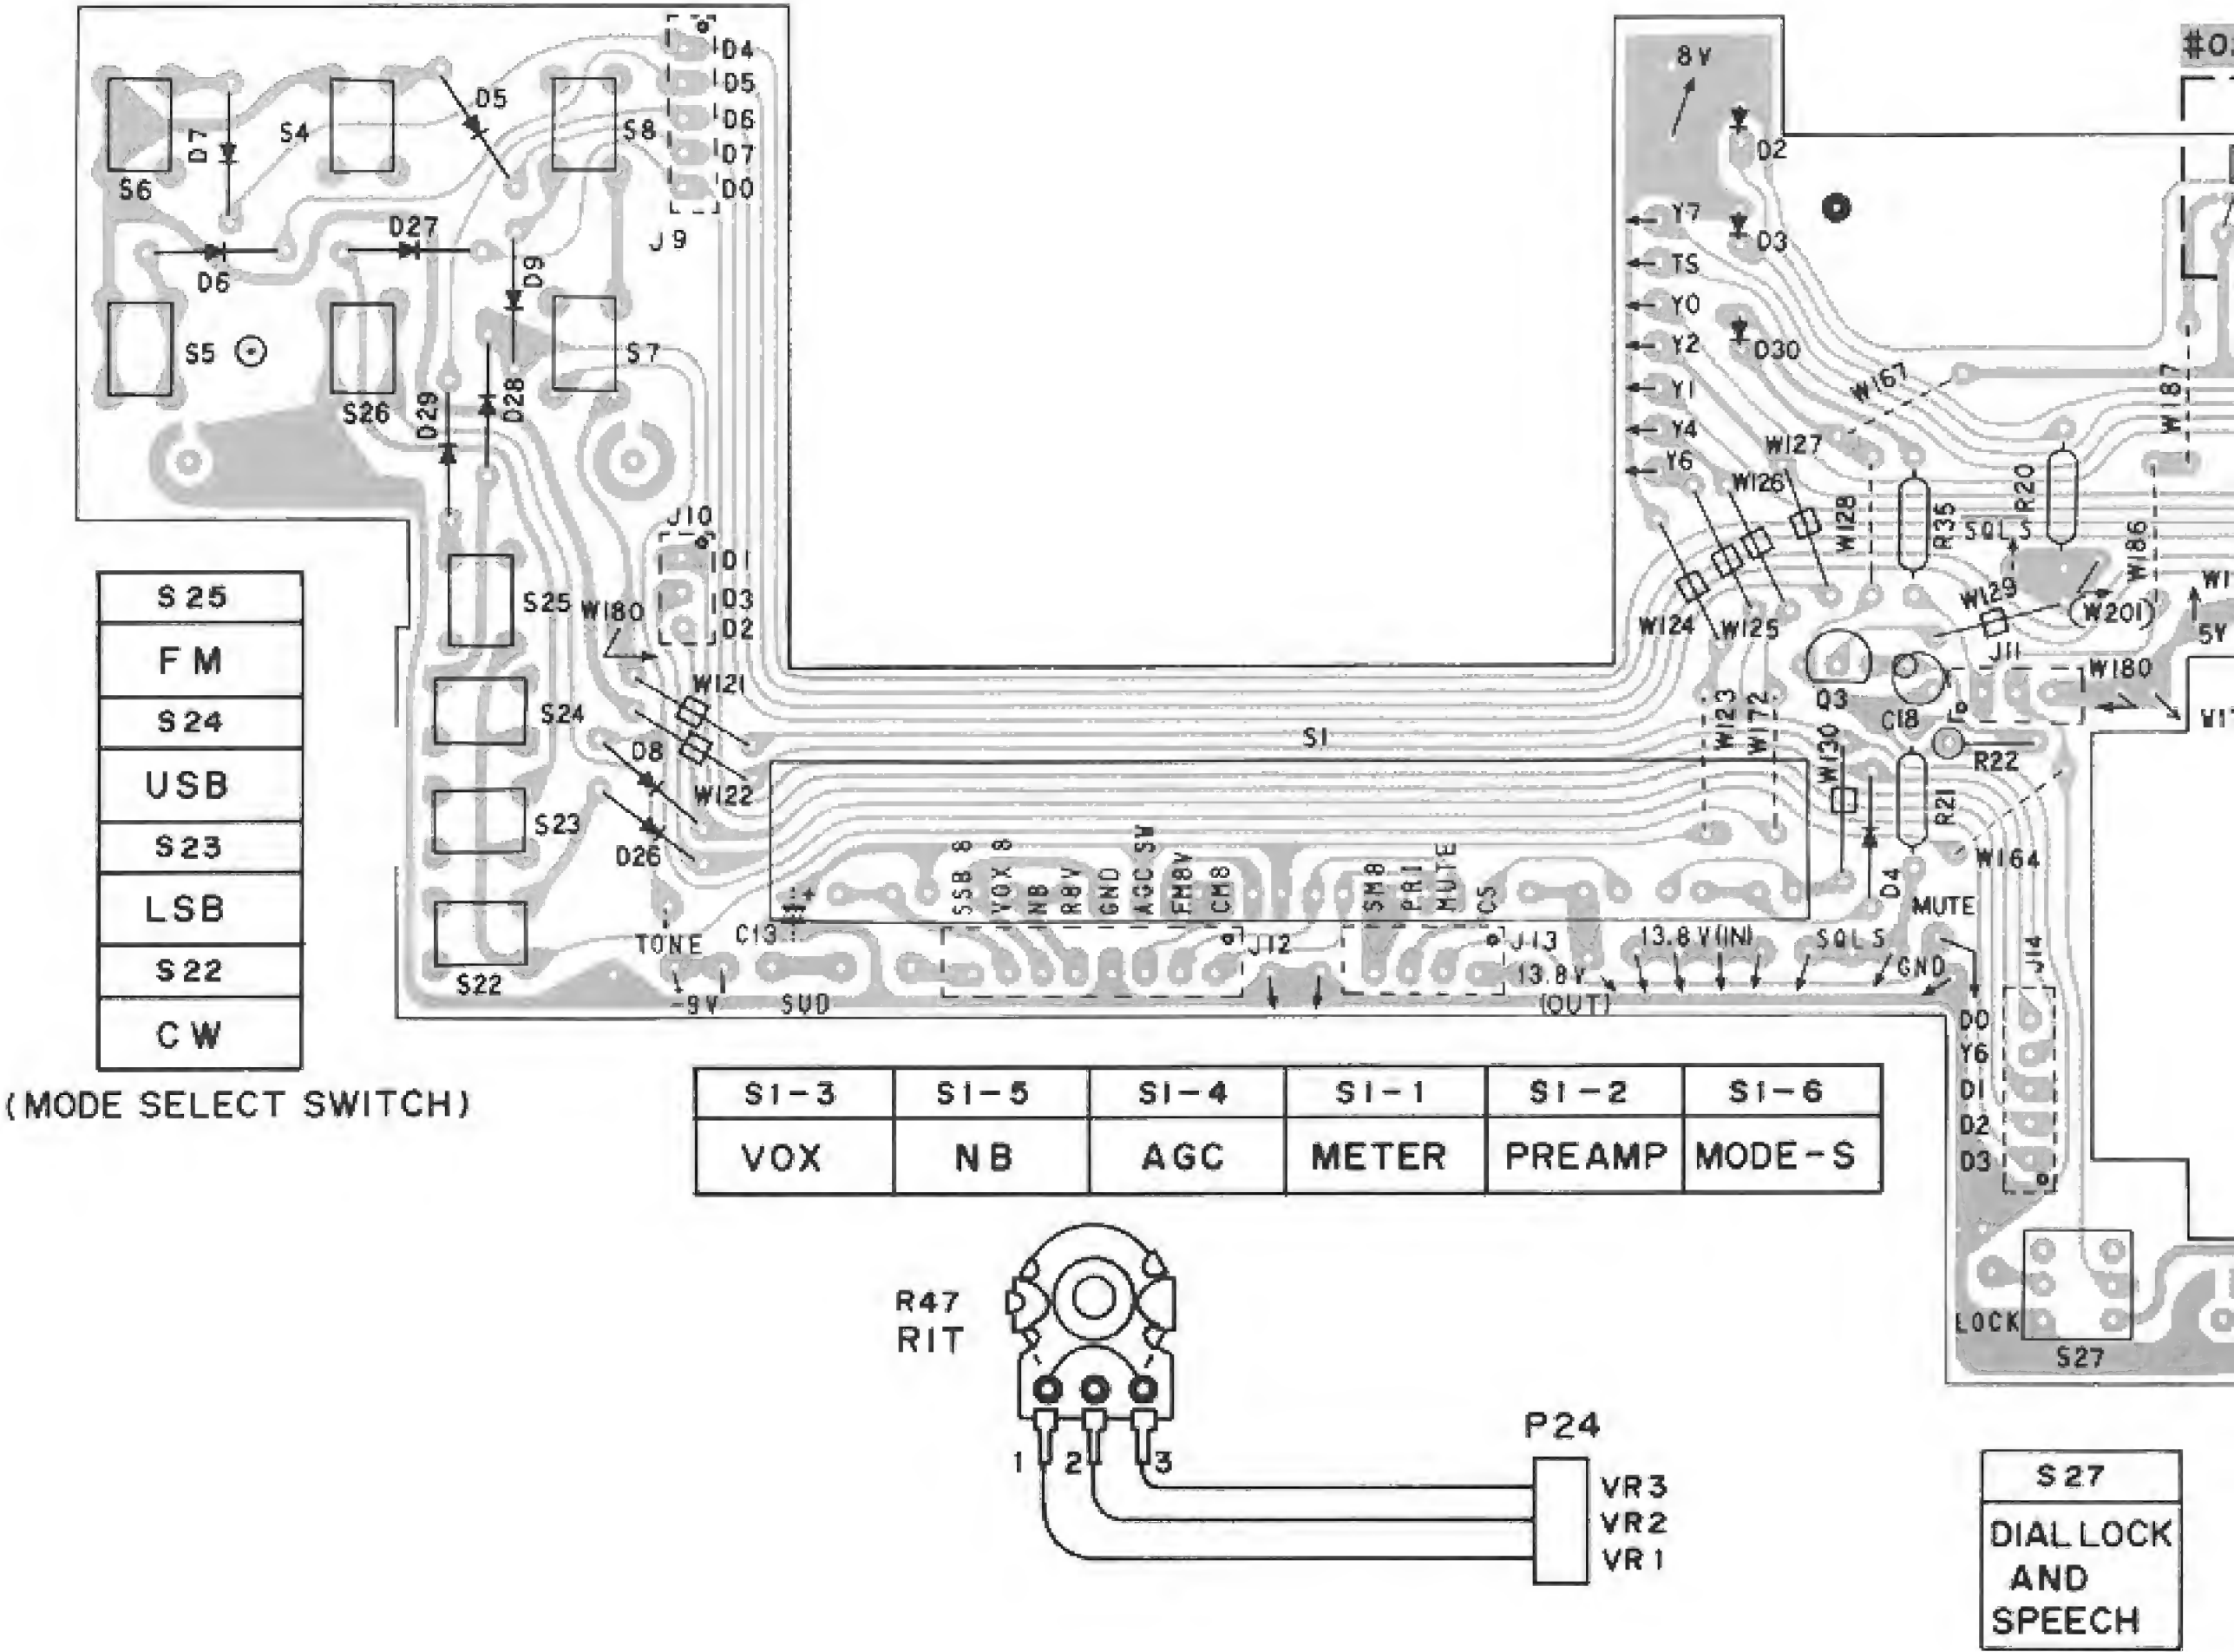 D4
D5
D6
D7
D0
J9
S6
D7
S4
D5
S8
D27
D6
D9
S5
S26
D29
D28
S7
J10
D1
D3
D2
S25
W180
W121
S24
D8
W122
S23
D26
S22
TONE
C13
+
-9V
SUD
S1
SSB 8
VOX 8
NB
R8V
GND
AGC SW
FM8V
CM8
J12
SM8
PRI
MUTE
CS
J13
13.8V
(OUT)
13.8 V(IN)
SQL S
GND
MUTE
8V
D2
Y7
D3
TS
Y0
Y2
D30
Y1
Y4
Y6
W167
W187
W127
W126
W128
R35
R20
SQL S
W186
W129
(W201)
5V
W124
W125
J11
W180
Q3
C18
W123
W172
W130
R22
R21
W164
D4
J14
D0
Y6
D1
D2
D3
LOCK
S27
S25
FM
S24
USB
S23
LSB
S22
CW
(MODE SELECT SWITCH)
S1-3 S1-5 S1-4 S1-1 S1-2 S1-6
VOX NB AGC METER PREAMP MODE-S
R47
RIT
1 2 3
P24
VR3
VR2
VR1
S27
DIAL LOCK
AND
SPEECH